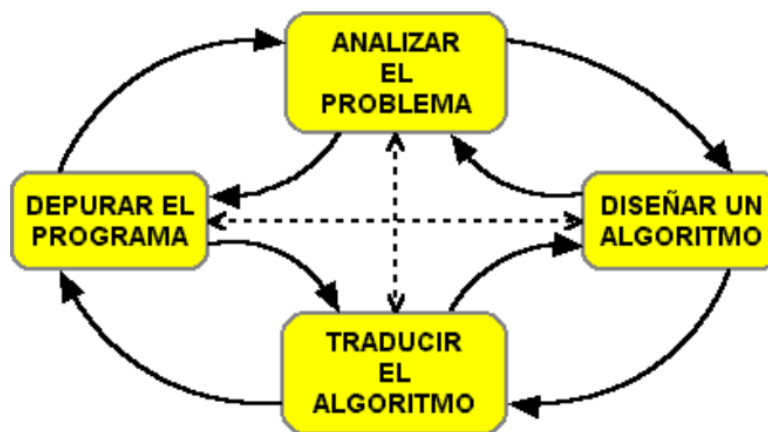 ANALIZAR
EL
PROBLEMA
DEPURAR EL
PROGRAMA
DISEÑAR UN
ALGORITMO
TRADUCIR
EL
ALGORITMO